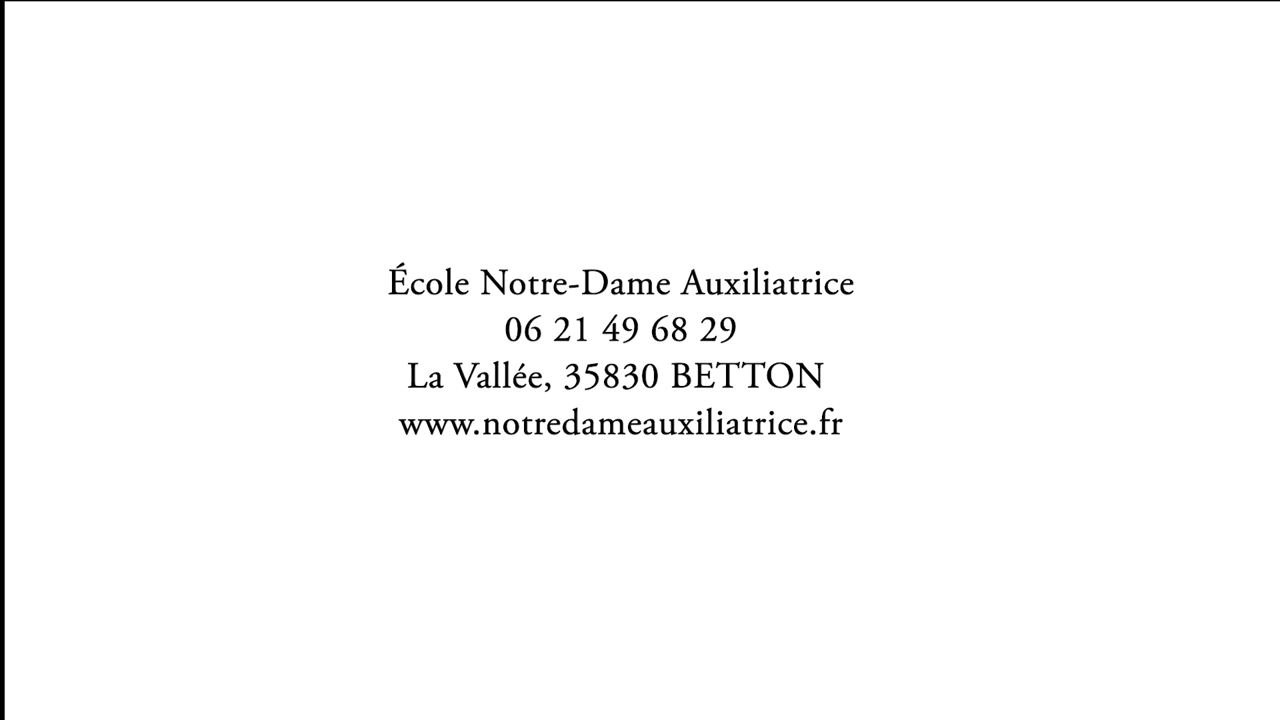 École Notre-Dame Auxiliatrice
06 21 49 68 29
La Vallée, 35830 BETTON
www.notredameauxiliatrice.fr